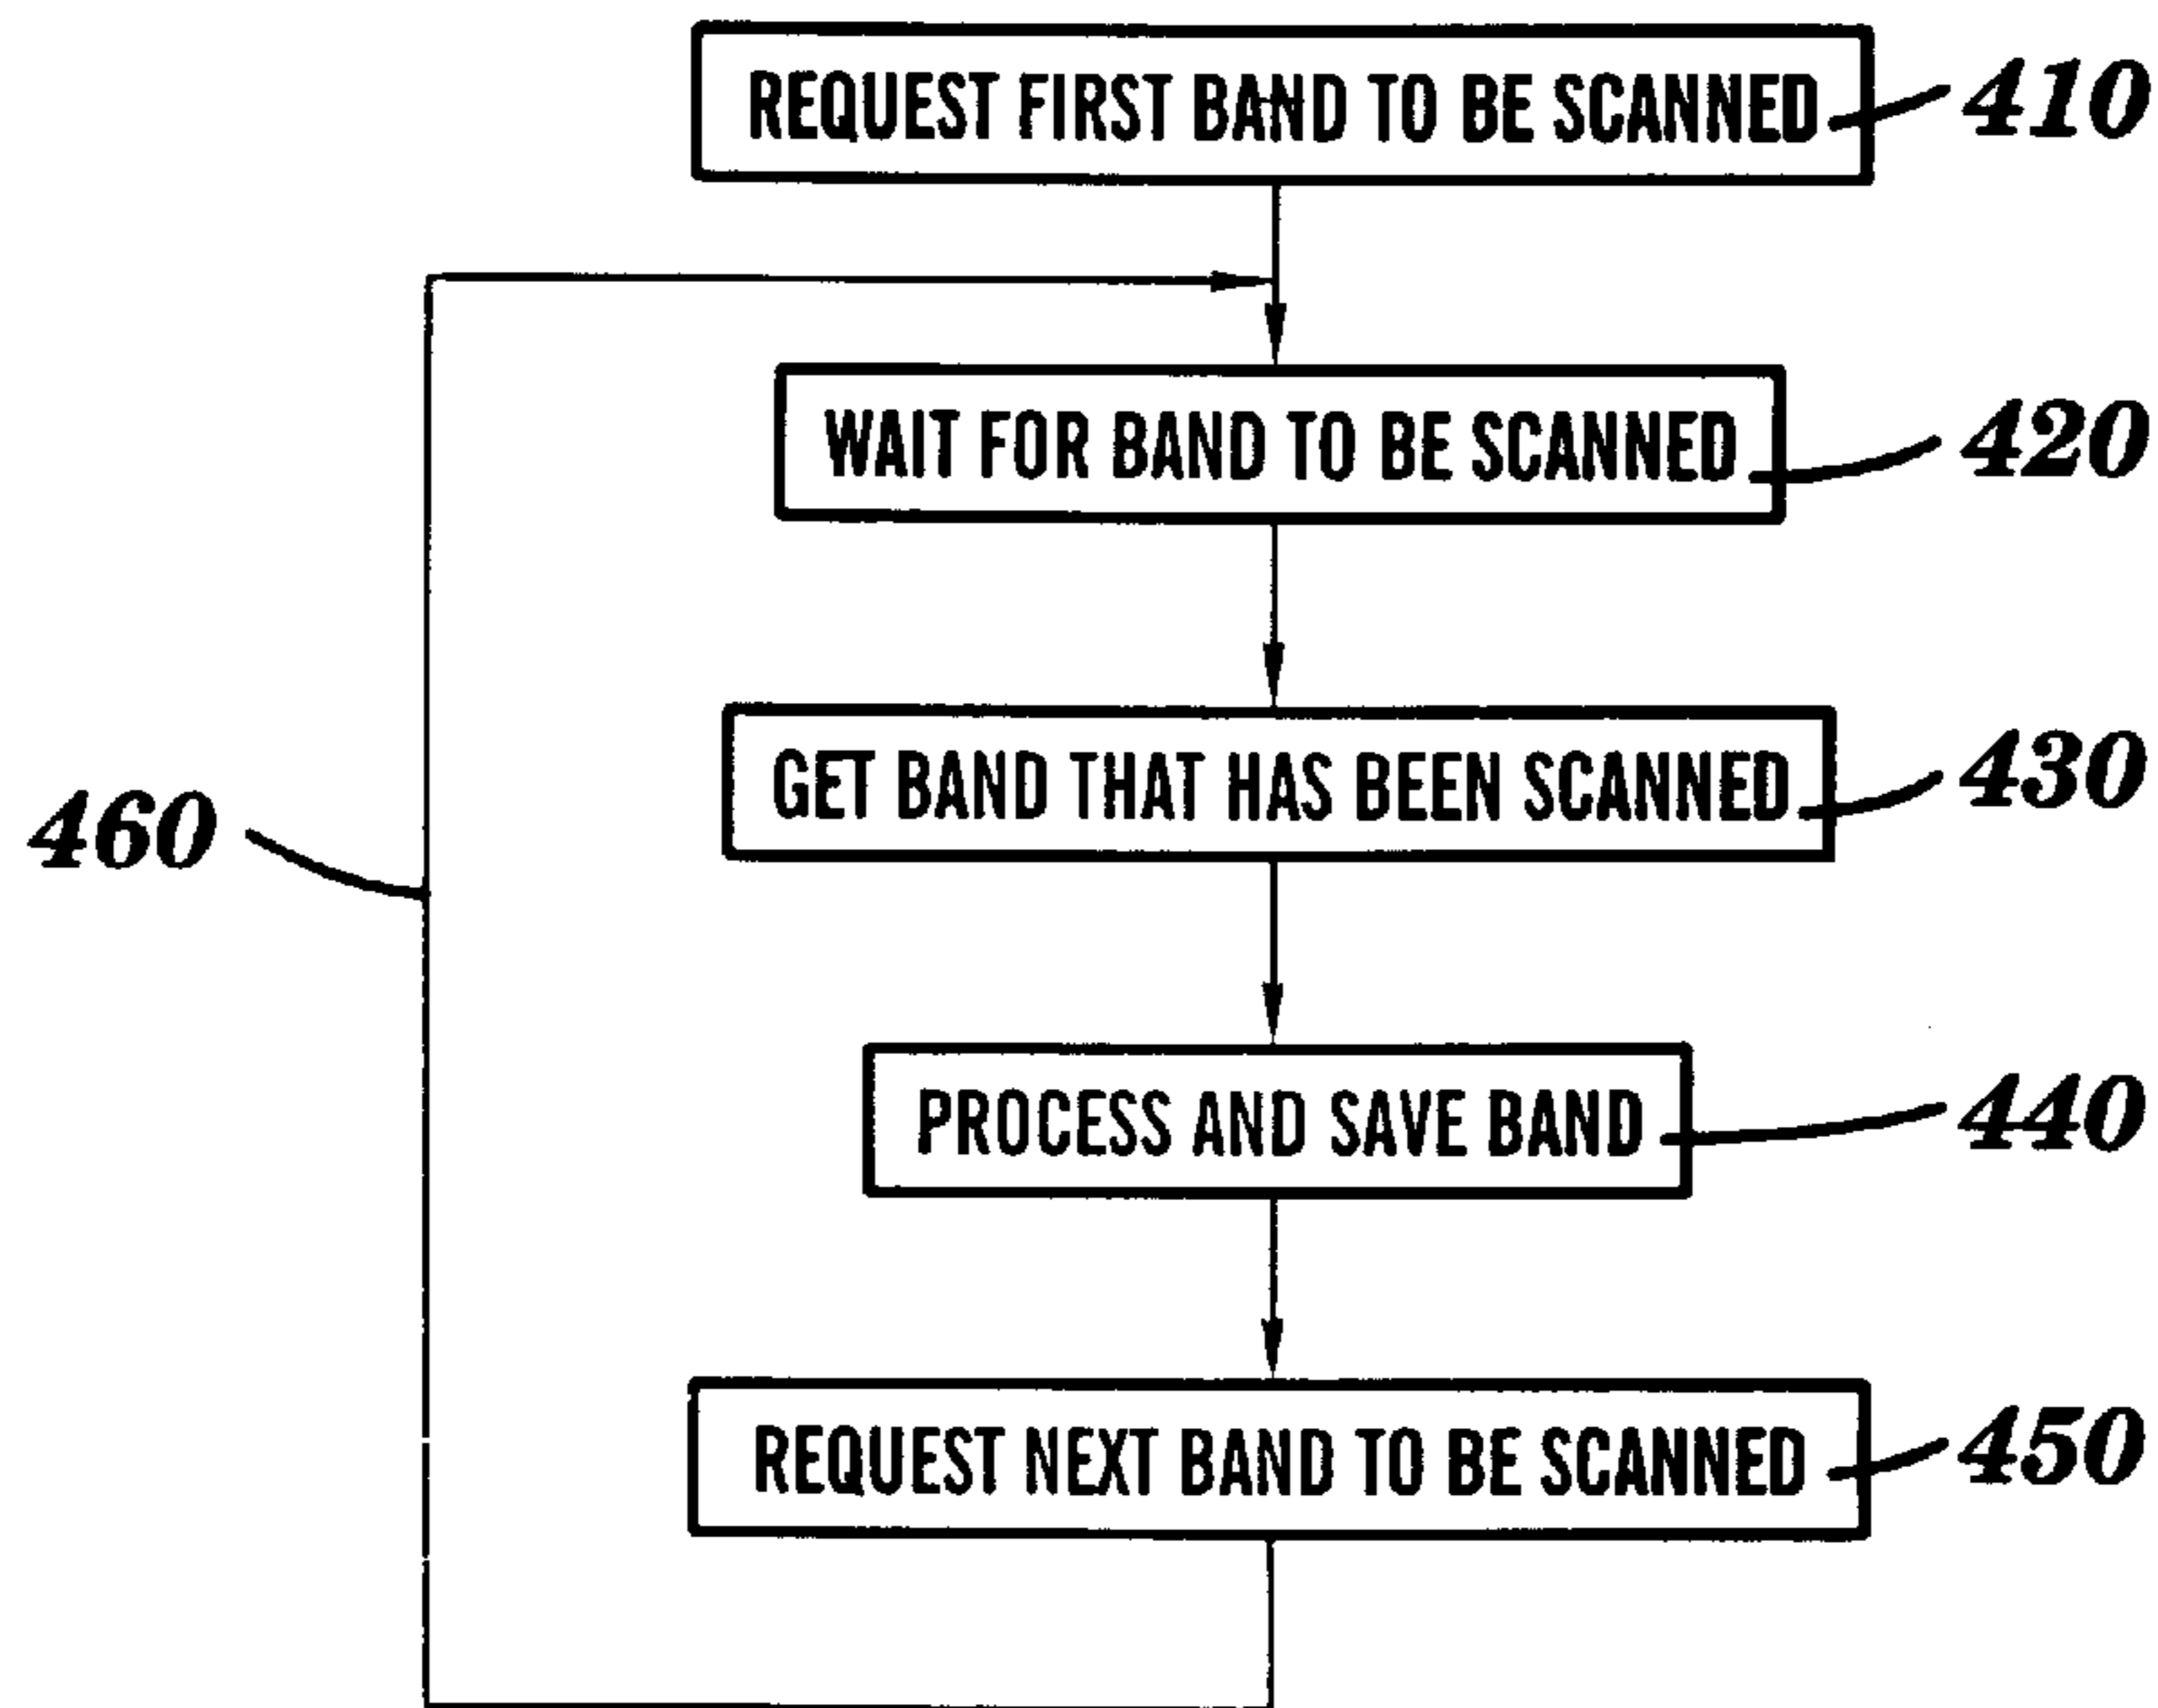 REQUEST FIRST BAND TO BE SCANNED
410
WAIT FOR BAND TO BE SCANNED
420
GET BAND THAT HAS BEEN SCANNED
430
460
PROCESS AND SAVE BAND
440
REQUEST NEXT BAND TO BE SCANNED
450